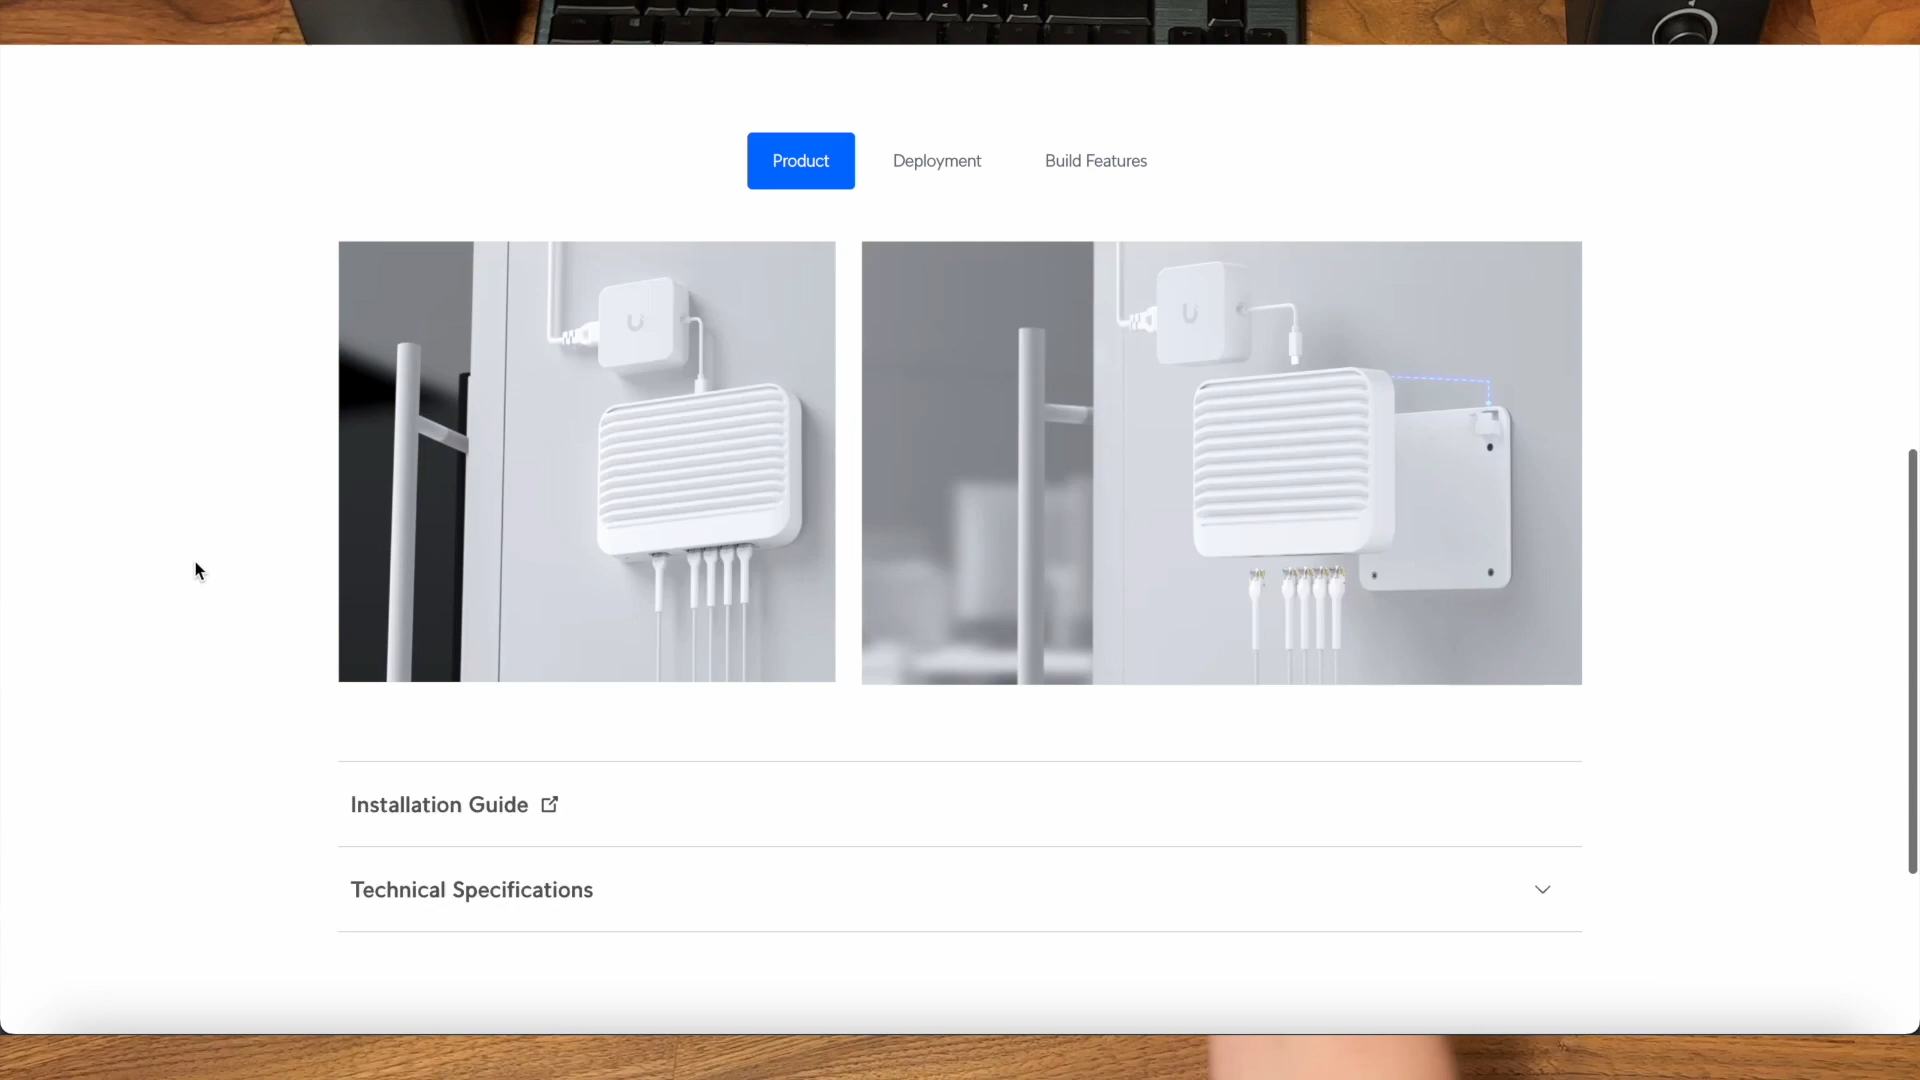 Product
Deployment
Build Features
Installation Guide
Technical Specifications